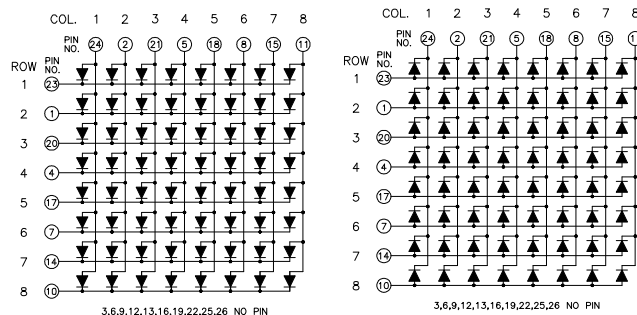 COL. 1 2 3 4 5 6 7 8
PIN NO. 24 2 21 5 18 8 15 11
ROW PIN NO.
1 23
2 1
3 20
4 4
5 17
6 7
7 14
8 10
3,6,9,12,13,16,19,22,25,26 NO PIN
COL. 1 2 3 4 5 6 7 8
PIN NO. 24 2 21 5 18 8 15
ROW PIN NO.
1 23
2 1
3 20
4 4
5 17
6 7
7 14
8 10
3,6,9,12,13,16,19,22,25,26 NO PIN